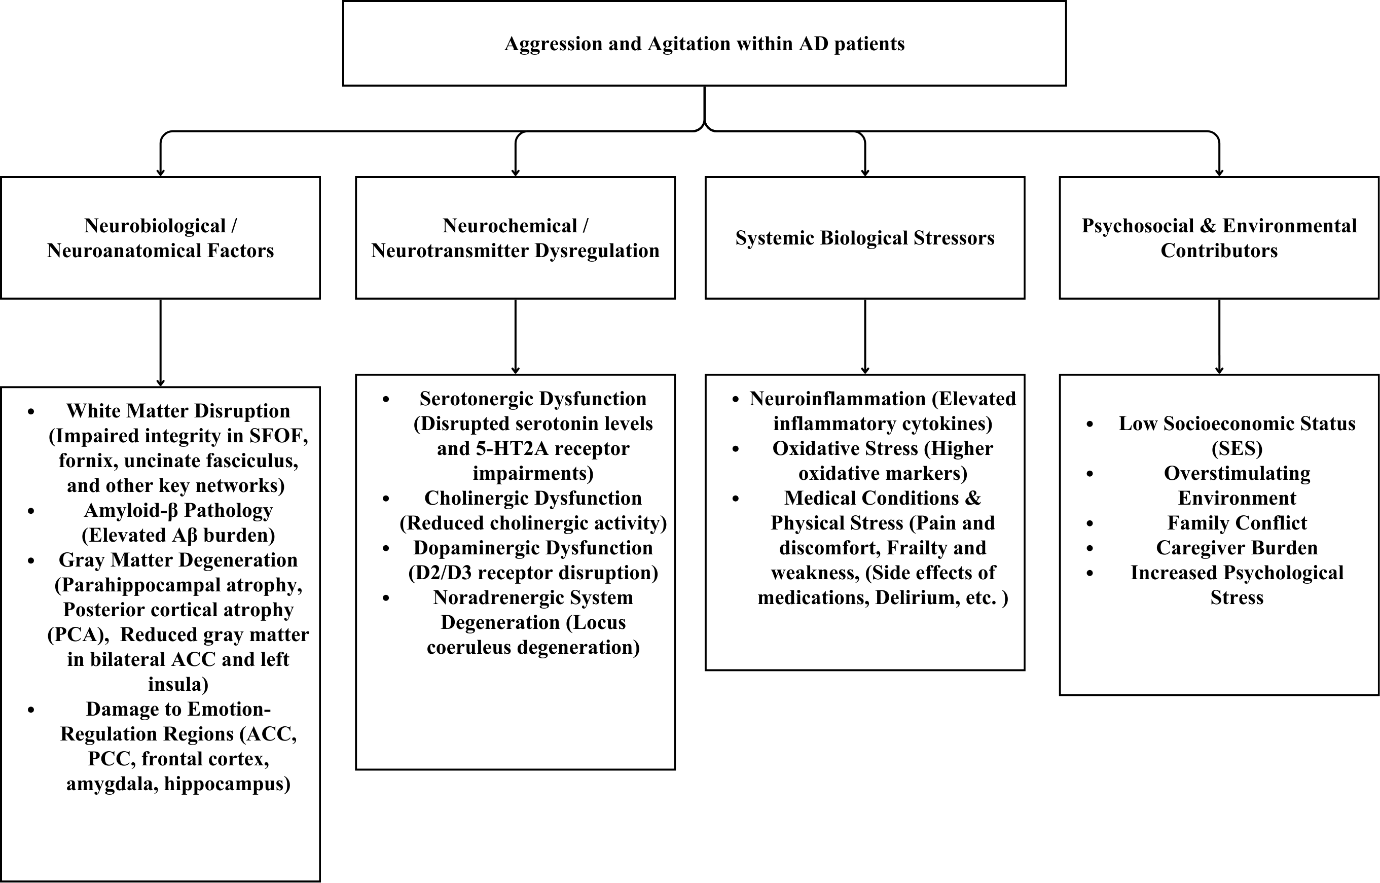 Aggression and Agitation within AD patients
Neurobiological /
Neuroanatomical Factors
Neurochemical /
Neurotransmitter Dysregulation
Systemic Biological Stressors
Psychosocial & Environmental
Contributors
• White Matter Disruption
(Impaired integrity in SFOF,
fornix, uncinate fasciculus,
and other key networks)
• Amyloid-β Pathology
(Elevated Aβ burden)
• Gray Matter Degeneration
(Parahippocampal atrophy,
Posterior cortical atrophy
(PCA), Reduced gray matter
in bilateral ACC and left
insula)
• Damage to Emotion-
Regulation Regions (ACC,
PCC, frontal cortex,
amygdala, hippocampus)
• Serotonergic Dysfunction
(Disrupted serotonin levels
and 5-HT2A receptor
impairments)
• Cholinergic Dysfunction
(Reduced cholinergic activity)
• Dopaminergic Dysfunction
(D2/D3 receptor disruption)
• Noradrenergic System
Degeneration (Locus
coeruleus degeneration)
• Neuroinflammation (Elevated
inflammatory cytokines)
• Oxidative Stress (Higher
oxidative markers)
• Medical Conditions &
Physical Stress (Pain and
discomfort, Frailty and
weakness, (Side effects of
medications, Delirium, etc. )
• Low Socioeconomic Status
(SES)
• Overstimulating
Environment
• Family Conflict
• Caregiver Burden
• Increased Psychological
Stress